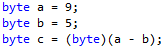 byte a = 9;
byte b = 5;
byte c = (byte)(a - b);